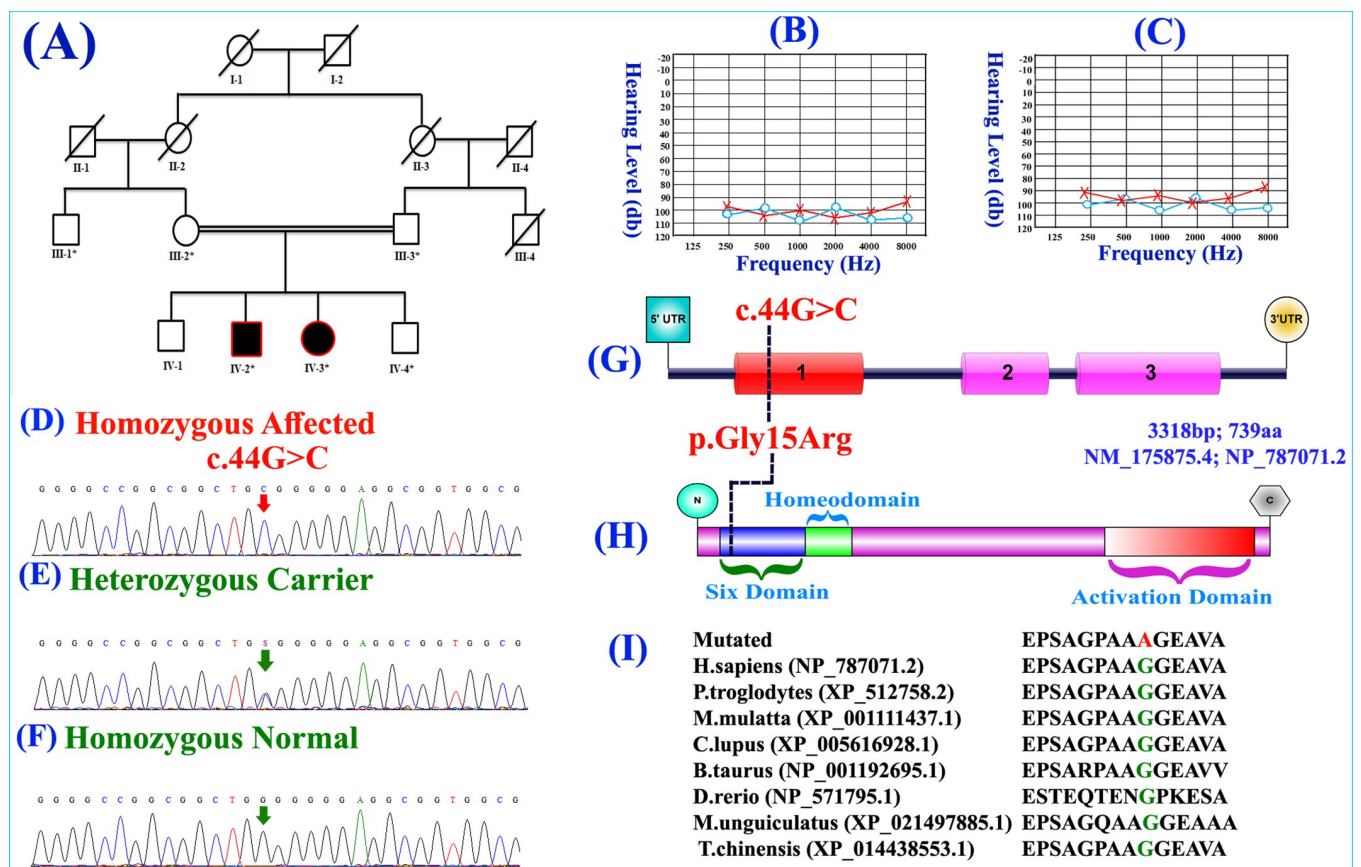 (A)
I-1
I-2
II-1
II-2
II-3
II-4
III-1*
III-2*
III-3*
III-4
IV-1
IV-2*
IV-3*
IV-4*
(B)
Hearing Level (db)
-20
-10
0
10
20
30
40
50
60
70
80
90
100
110
120
125 250 500 1000 2000 4000 8000
Frequency (Hz)
(C)
Hearing Level (db)
-20
-10
0
10
20
30
40
50
60
70
80
90
100
110
120
125 250 500 1000 2000 4000 8000
Frequency (Hz)
(D) Homozygous Affected
c.44G>C
G G G G C C G G C G G C T G C G G G G G A G G C G G T G G C G
(E) Heterozygous Carrier
G G G G C C G G C G G C T G S G G G G G A G G C G G T G G C G
(F) Homozygous Normal
G G G G C C G G C G G C T G G G G G G G A G G C G G T G G C G
(G)
5' UTR
c.44G>C
3'UTR
1
2
3
p.Gly15Arg
3318bp; 739aa
NM_175875.4; NP_787071.2
(H)
N
Homeodomain
C
Six Domain
Activation Domain
(I)
Mutated EPSAGPAAAGEAVA
H.sapiens (NP_787071.2) EPSAGPAAGGEAVA
P.troglodytes (XP_512758.2) EPSAGPAAGGEAVA
M.mulatta (XP_001111437.1) EPSAGPAAGGEAVA
C.lupus (XP_005616928.1) EPSAGPAAGGEAVA
B.taurus (NP_001192695.1) EPSARPAAGGEAVV
D.rerio (NP_571795.1) ESTEQTENGPKESA
M.unguiculatus (XP_021497885.1) EPSAGQAAGGEAAA
T.chinensis (XP_014438553.1) EPSAGPAAGGEAVA